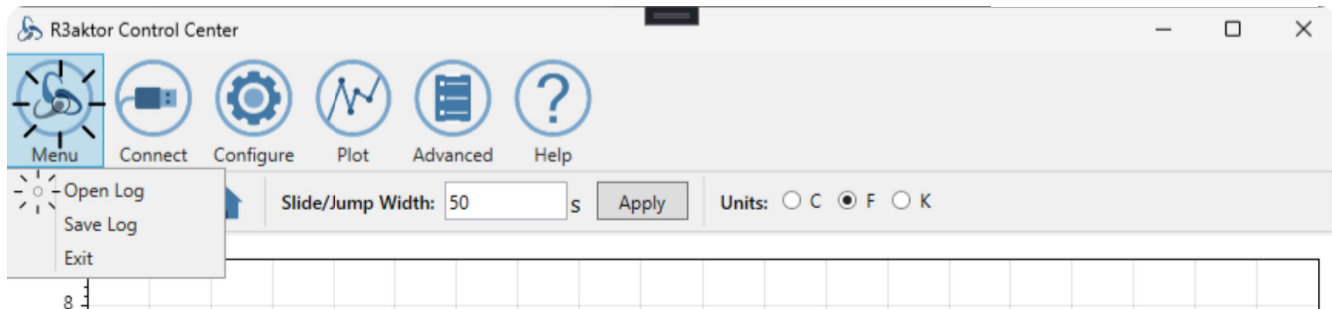 R3aktor Control Center
Menu Connect Configure Plot Advanced Help
Open Log
Save Log
Exit
Slide/Jump Width: 50 s Apply Units: C F K
8